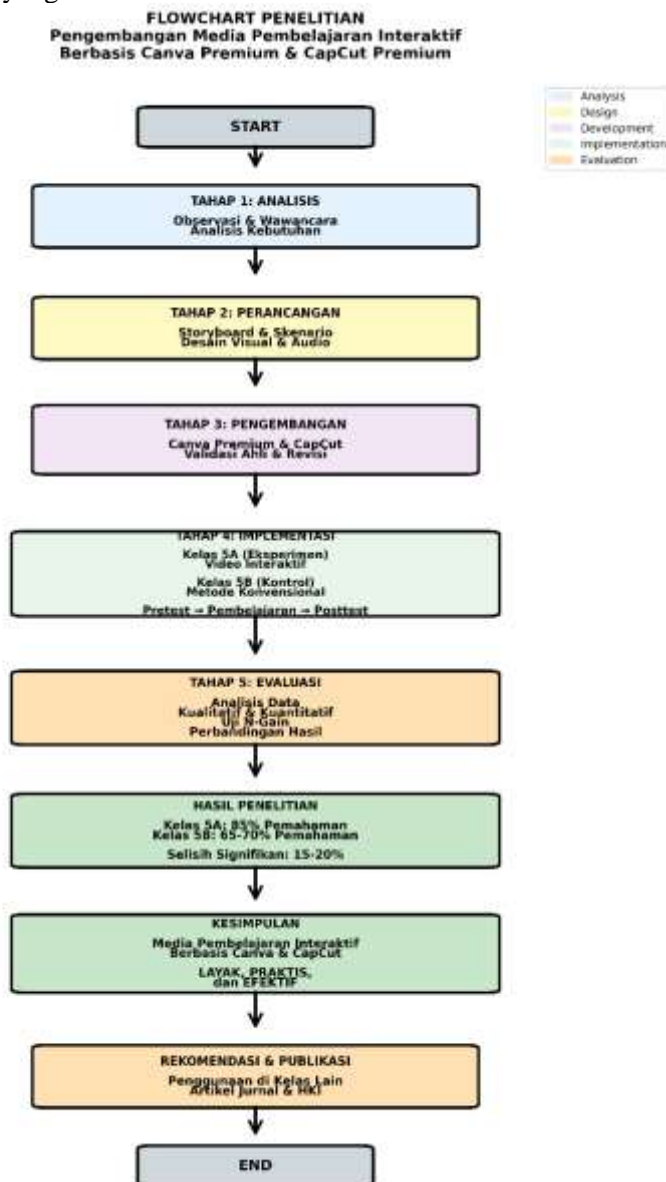 FLOWCHART PENELITIAN
Pengembangan Media Pembelajaran Interaktif
Berbasis Canva Premium & CapCut Premium
Analysis
Design
Development
Implementation
Evaluation
START
TAHAP 1: ANALISIS
Observasi & Wawancara
Analisis Kebutuhan
TAHAP 2: PERANCANGAN
Storyboard & Skenario
Desain Visual & Audio
TAHAP 3: PENGEMBANGAN
Canva Premium & CapCut
Validasi Ahli & Revisi
TAHAP 4: IMPLEMENTASI
Kelas 5A (Eksperimen)
Video Interaktif
Kelas 5B (Kontrol)
Metode Konvensional
Pretest → Pembelajaran → Posttest
TAHAP 5: EVALUASI
Analisis Data
Kualitatif & Kuantitatif
Uji N-Gain
Perbandingan Hasil
HASIL PENELITIAN
Kelas 5A: 85% Pemahaman
Kelas 5B: 65-70% Pemahaman
Selisih Signifikan: 15-20%
KESIMPULAN
Media Pembelajaran Interaktif
Berbasis Canva & CapCut
LAYAK, PRAKTIS,
dan EFEKTIF
REKOMENDASI & PUBLIKASI
Penggunaan di Kelas Lain
Artikel Jurnal & HKI
END